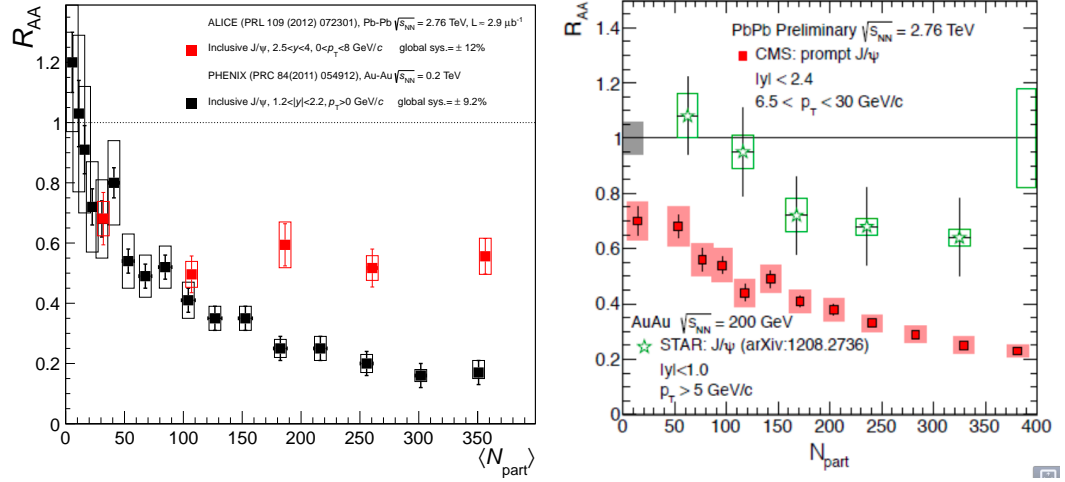 R_AA
ALICE (PRL 109 (2012) 072301), Pb-Pb √s_NN = 2.76 TeV, L ≈ 2.9 μb⁻¹
Inclusive J/ψ, 2.5<y<4, 0<p_T<8 GeV/c global sys.= ± 12%
PHENIX (PRC 84(2011) 054912), Au-Au √s_NN = 0.2 TeV
Inclusive J/ψ, 1.2<|y|<2.2, p_T>0 GeV/c global sys.= ± 9.2%
1.2
1
0.8
0.6
0.4
0.2
0
0 50 100 150 200 250 300 350
⟨N_part⟩
R_AA
PbPb Preliminary √s_NN = 2.76 TeV
CMS: prompt J/ψ
|y| < 2.4
6.5 < p_T < 30 GeV/c
1.4
1.2
1
0.8
0.6
0.4
0.2
0
AuAu √s_NN = 200 GeV
STAR: J/ψ (arXiv:1208.2736)
|y|<1.0
p_T > 5 GeV/c
0 50 100 150 200 250 300 350 400
N_part